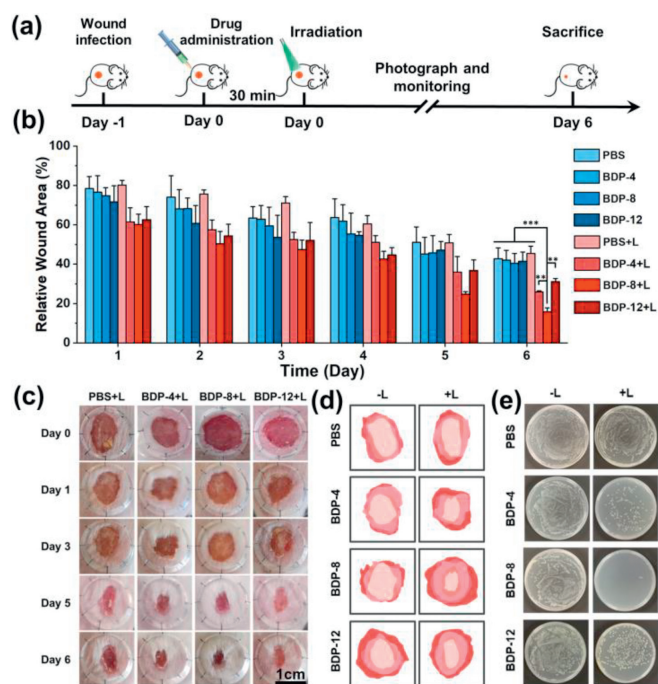 (a)
Wound
infection
Drug
administration
Irradiation
Sacrifice
30 min
Photograph and
monitoring
Day -1
Day 0
Day 0
Day 6
(b)
Relative Wound Area (%)
100
80
60
40
20
0
1
2
3
4
5
6
Time (Day)
***
**
**
PBS
BDP-4
BDP-8
BDP-12
PBS+L
BDP-4+L
BDP-8+L
BDP-12+L
(c)
PBS+L BDP-4+L BDP-8+L BDP-12+L
Day 0
Day 1
Day 3
Day 5
Day 6
1cm
(d)
-L +L
PBS
BDP-4
BDP-8
BDP-12
(e)
-L +L
PBS
BDP-4
BDP-8
BDP-12